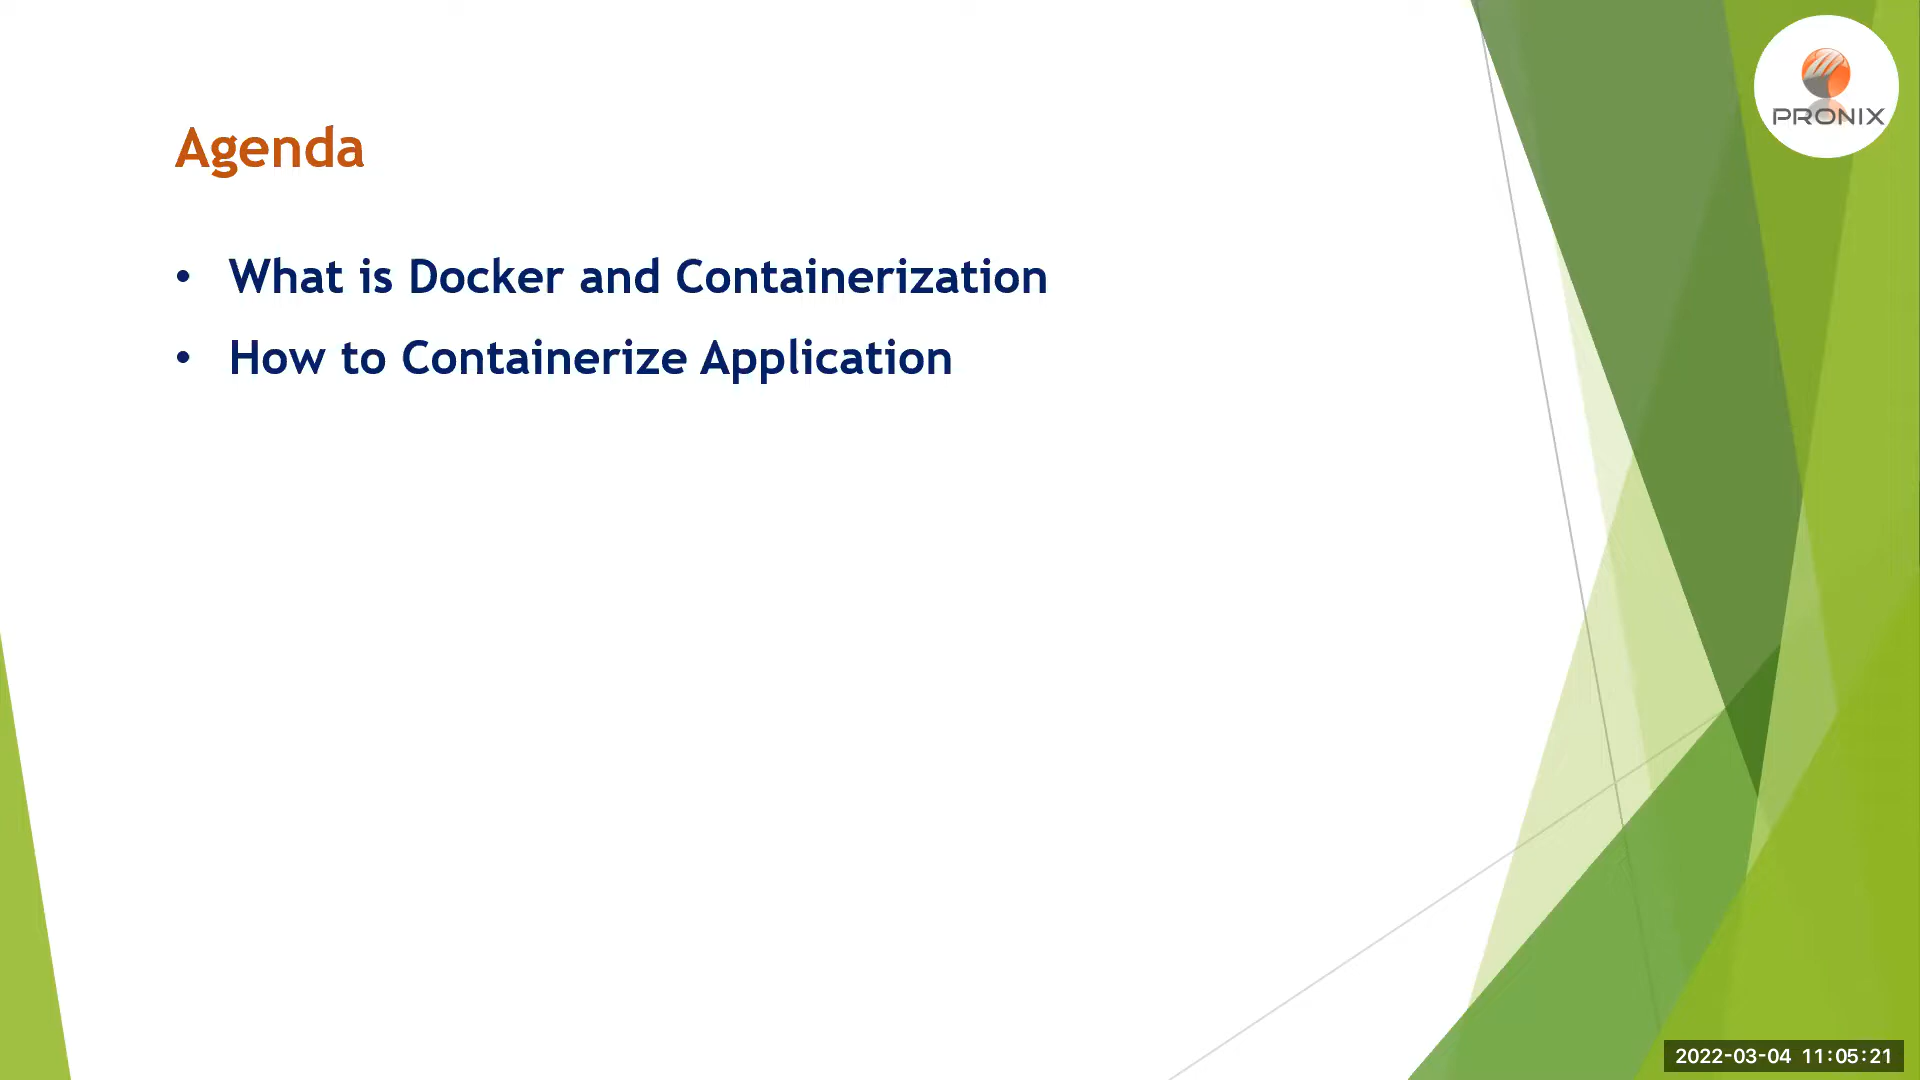 PRONIX
Agenda
• What is Docker and Containerization
• How to Containerize Application
2022-03-04 11:05:21